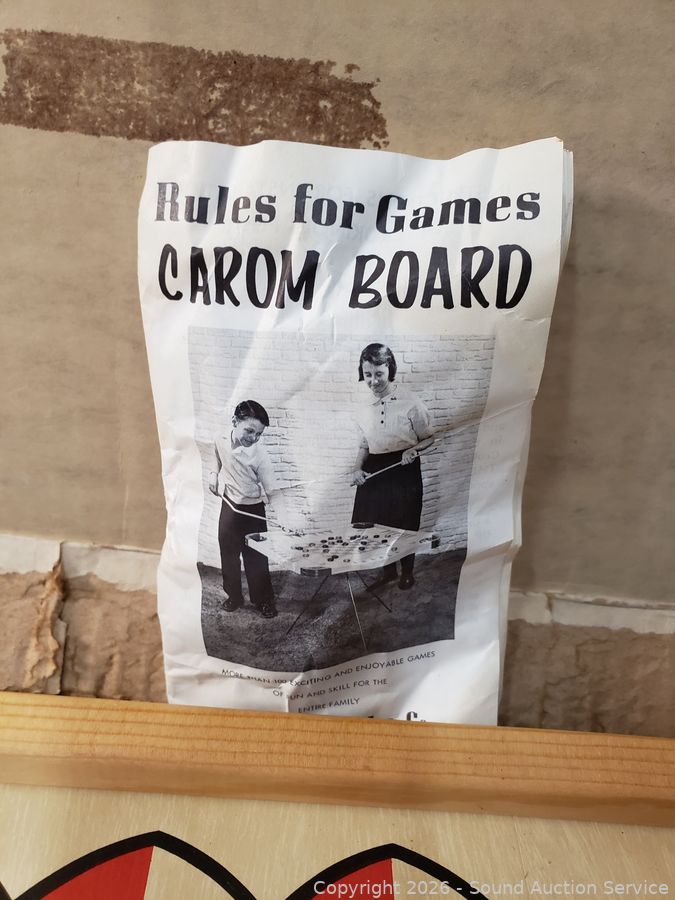 Rules for Games
CAROM BOARD
MORE THAN 100 EXCITING AND ENJOYABLE GAMES
OF FUN AND SKILL FOR THE
ENTIRE FAMILY
Copyright 2026 - Sound Auction Service